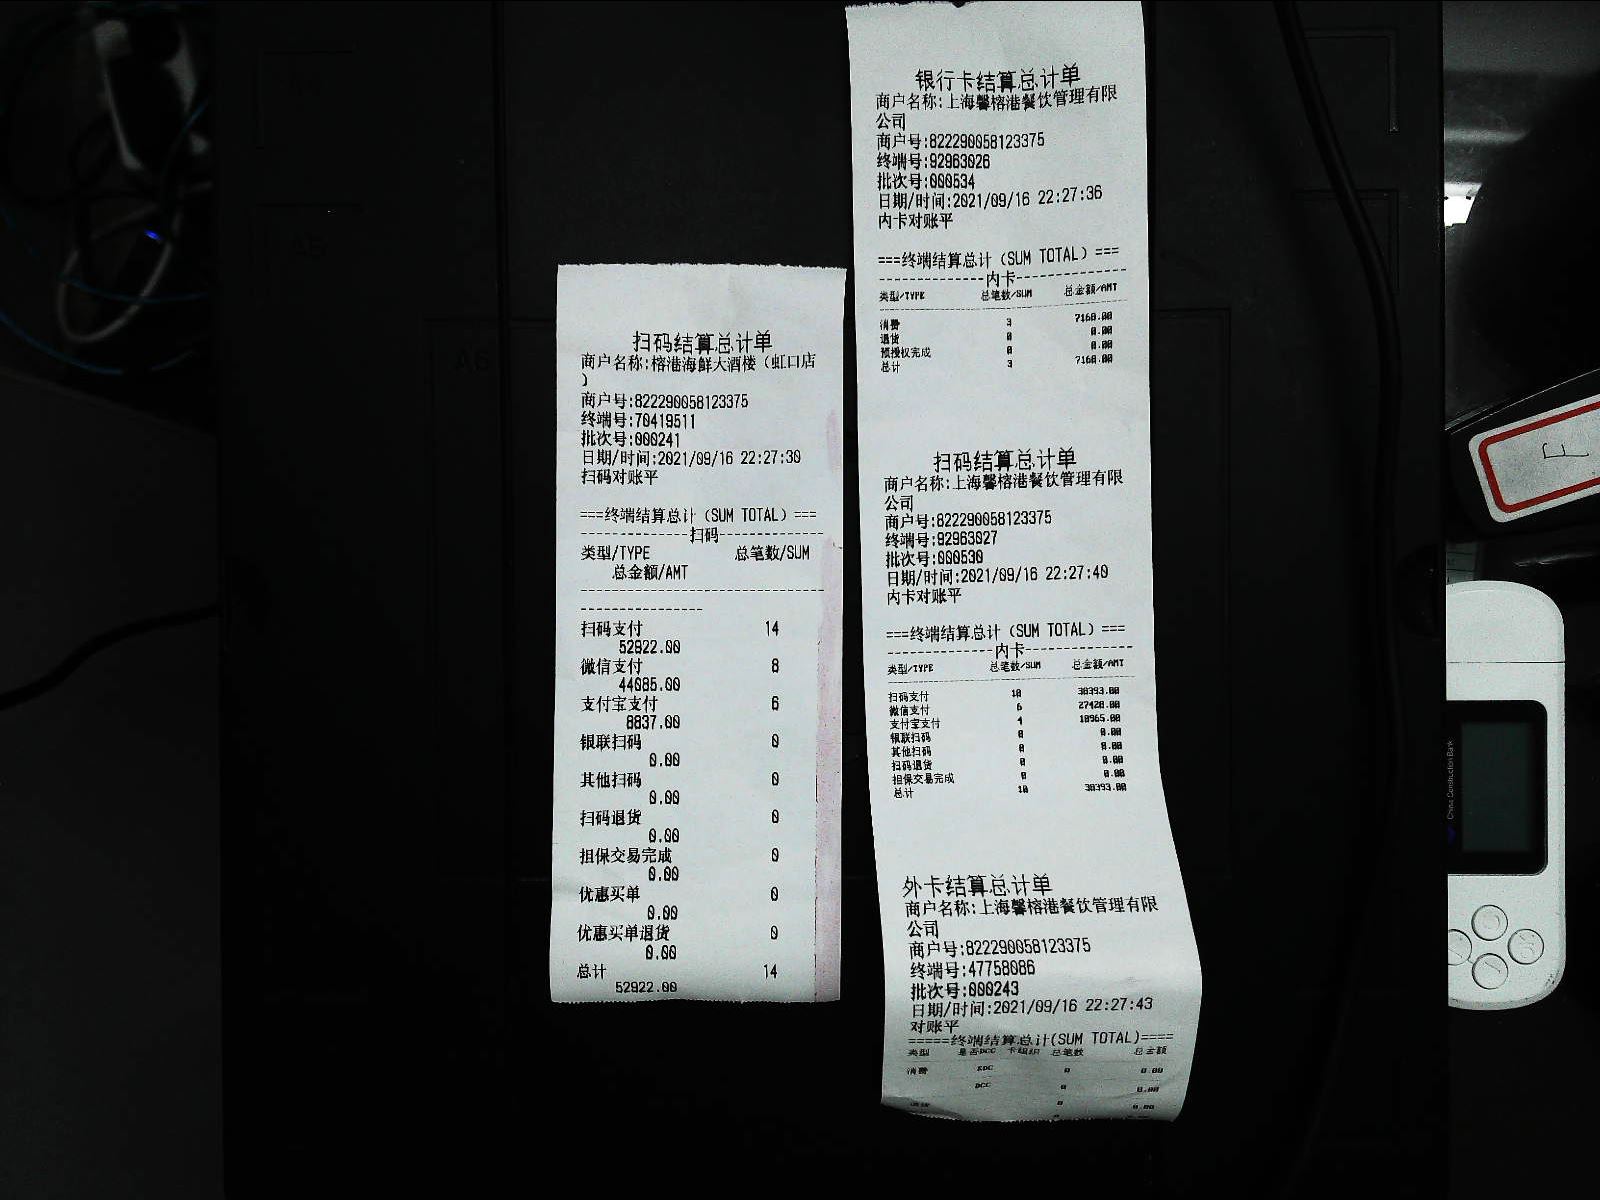 扫码结算总计单
商户名称:榕港海鲜大酒楼（虹口店
）
商户号:822290058123375
终端号:70419511
批次号:000241
日期/时间:2021/09/16 22:27:30
扫码对账平
===终端结算总计（SUM TOTAL）===
--------------扫码--------------
类型/TYPE 总笔数/SUM
总金额/AMT
扫码支付 14
52922.00
微信支付 8
44085.00
支付宝支付 6
8837.00
银联扫码 0
0.00
其他扫码 0
0.00
扫码退货 0
0.00
担保交易完成 0
0.00
优惠买单 0
0.00
优惠买单退货 0
0.00
总计 14
52922.00
银行卡结算总计单
商户名称:上海馨榕港餐饮管理有限
公司
商户号:822290058123375
终端号:92963026
批次号:000534
日期/时间:2021/09/16 22:27:36
内卡对账平
===终端结算总计（SUM TOTAL）===
--------------内卡--------------
类型/TYPE 总笔数/SUM 总金额/AMT
消费 3 7160.00
退货 0 0.00
预授权完成 0 0.00
总计 3 7160.00
扫码结算总计单
商户名称:上海馨榕港餐饮管理有限
公司
商户号:822290058123375
终端号:92963027
批次号:000530
日期/时间:2021/09/16 22:27:40
内卡对账平
===终端结算总计（SUM TOTAL）===
--------------内卡--------------
类型/TYPE 总笔数/SUM 总金额/AMT
扫码支付 10 38393.00
微信支付 6 27428.00
支付宝支付 4 10965.00
银联扫码 0 0.00
其他扫码 0 0.00
扫码退货 0 0.00
担保交易完成 0 0.00
总计 10 38393.00
外卡结算总计单
商户名称:上海馨榕港餐饮管理有限
公司
商户号:822290058123375
终端号:47758086
批次号:000243
日期/时间:2021/09/16 22:27:43
对账平
=====终端结算总计(SUM TOTAL)====
类型 是否DCC 卡组织 总笔数 总金额
消费 EDC 0 0.00
DCC 0 0.00
退货 0 0.00
China Construction Bank
A6
A5